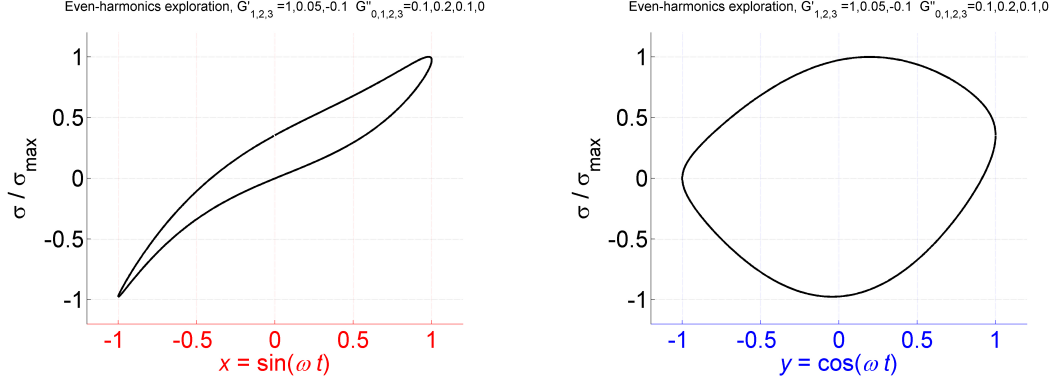 Even-harmonics exploration, G'1,2,3 =1,0.05,-0.1 G''0,1,2,3 =0.1,0.2,0.1,0
1
0.5
0
-0.5
-1
σ / σmax
-1 -0.5 0 0.5 1
x = sin(ω t)
Even-harmonics exploration, G'1,2,3 =1,0.05,-0.1 G''0,1,2,3=0.1,0.2,0.1,0
1
0.5
0
-0.5
-1
σ / σmax
-1 -0.5 0 0.5 1
y = cos(ω t)